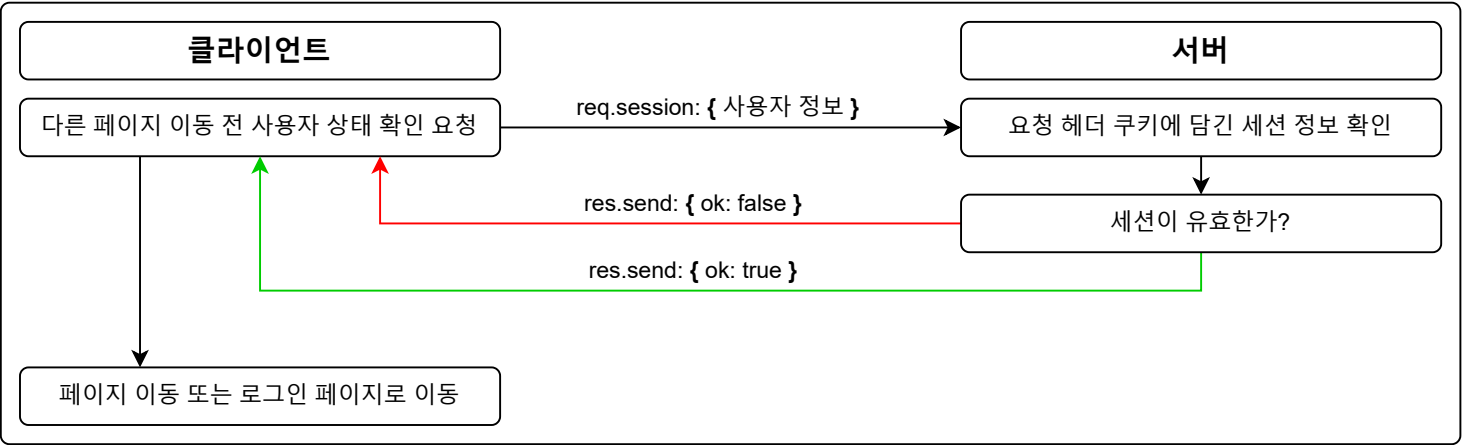 클라이언트
서버
다른 페이지 이동 전 사용자 상태 확인 요청
req.session: { 사용자 정보 }
요청 헤더 쿠키에 담긴 세션 정보 확인
res.send: { ok: false }
세션이 유효한가?
res.send: { ok: true }
페이지 이동 또는 로그인 페이지로 이동